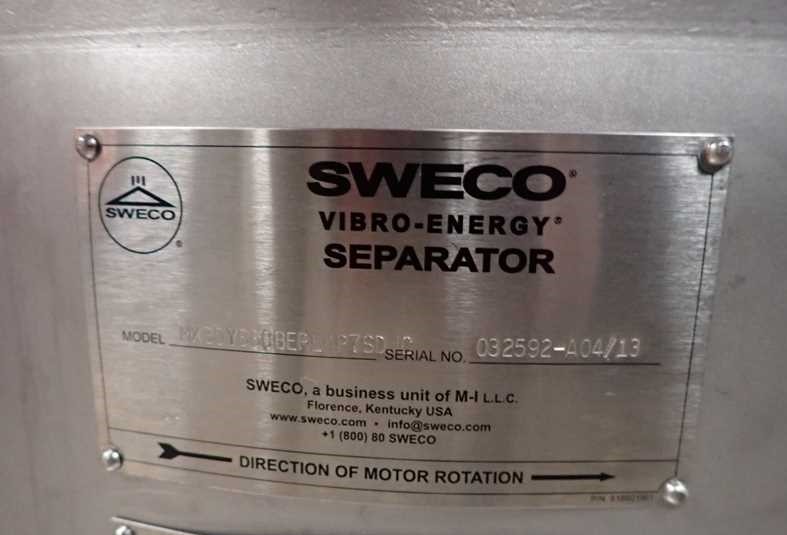 SWECO®
VIBRO-ENERGY®
SEPARATOR
SWECO
®
MODEL
SERIAL NO. 032592-A04/13
SWECO, a business unit of M-I L.L.C.
Florence, Kentucky USA
www.sweco.com • info@sweco.com
+1 (800) 80 SWECO
DIRECTION OF MOTOR ROTATION
P/N